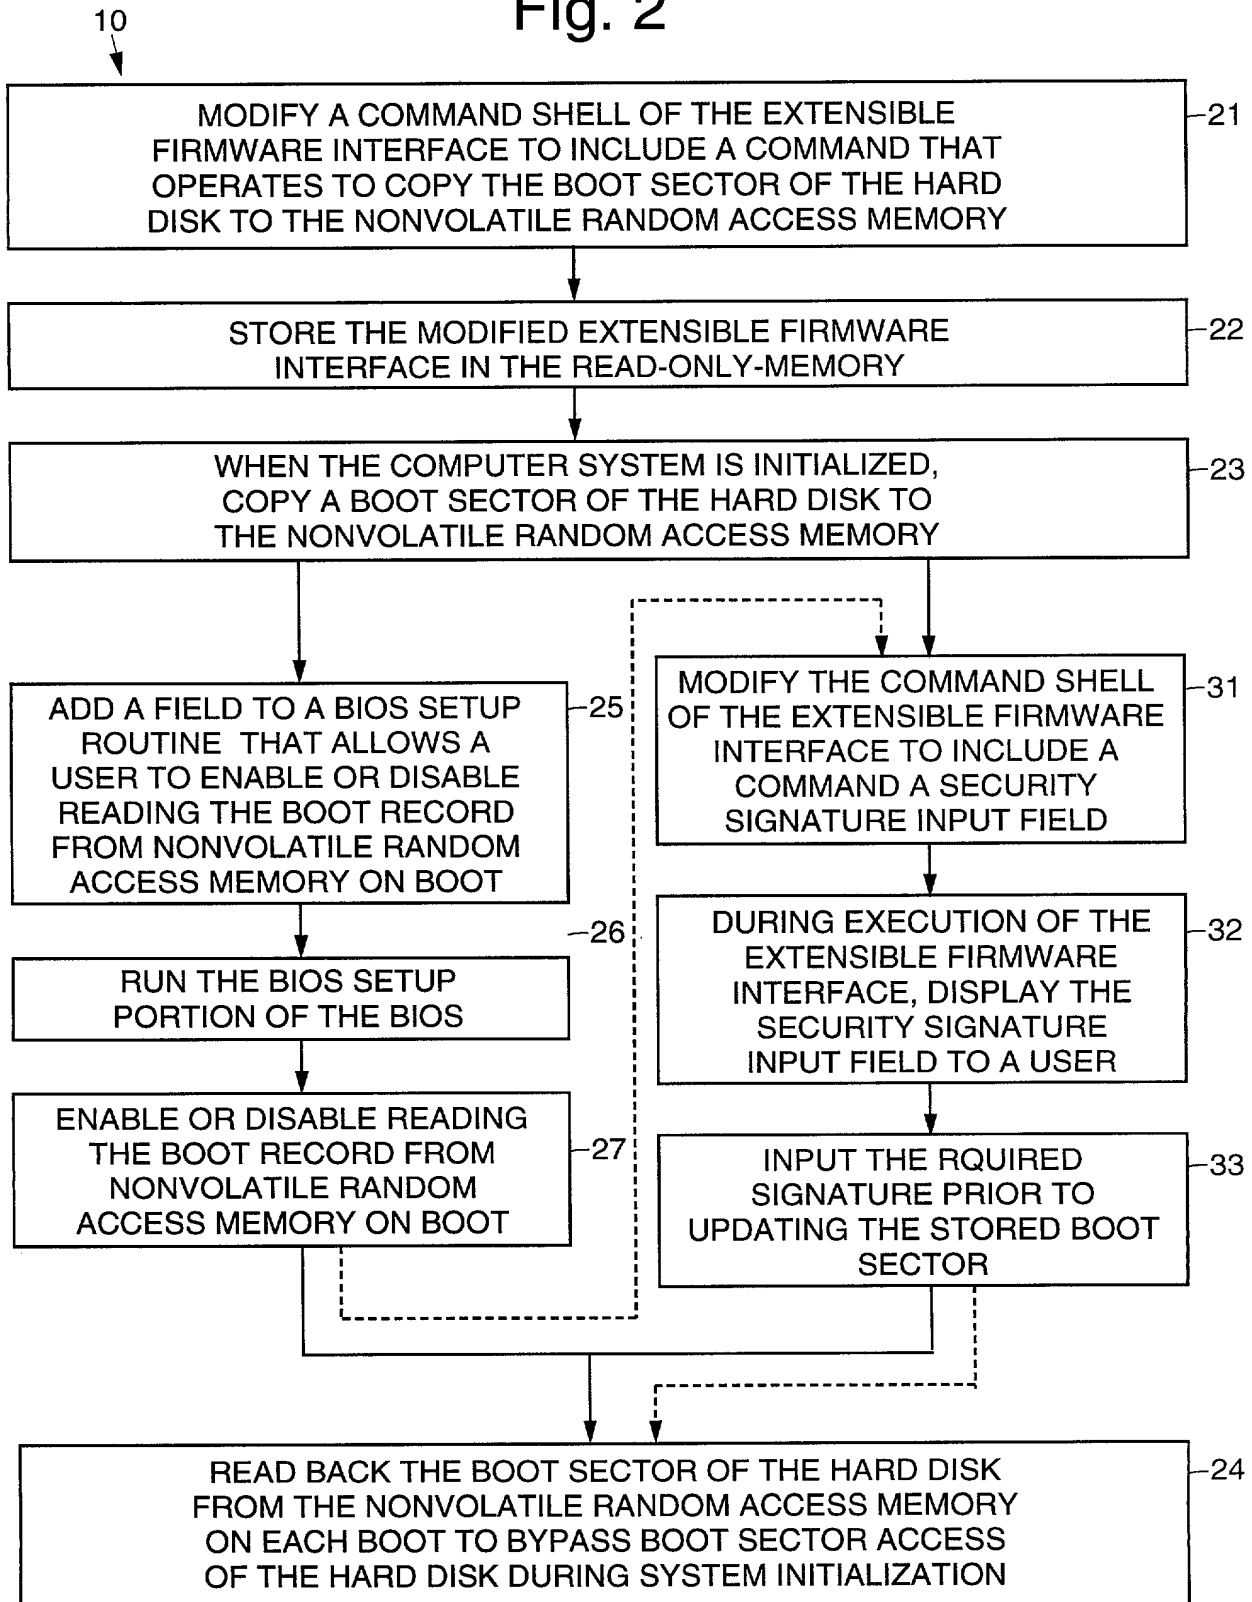 Fig. 2
10
MODIFY A COMMAND SHELL OF THE EXTENSIBLE
FIRMWARE INTERFACE TO INCLUDE A COMMAND THAT
OPERATES TO COPY THE BOOT SECTOR OF THE HARD
DISK TO THE NONVOLATILE RANDOM ACCESS MEMORY
21
STORE THE MODIFIED EXTENSIBLE FIRMWARE
INTERFACE IN THE READ-ONLY-MEMORY
22
WHEN THE COMPUTER SYSTEM IS INITIALIZED,
COPY A BOOT SECTOR OF THE HARD DISK TO
THE NONVOLATILE RANDOM ACCESS MEMORY
23
ADD A FIELD TO A BIOS SETUP
ROUTINE THAT ALLOWS A
USER TO ENABLE OR DISABLE
READING THE BOOT RECORD
FROM NONVOLATILE RANDOM
ACCESS MEMORY ON BOOT
25
RUN THE BIOS SETUP
PORTION OF THE BIOS
26
ENABLE OR DISABLE READING
THE BOOT RECORD FROM
NONVOLATILE RANDOM
ACCESS MEMORY ON BOOT
27
MODIFY THE COMMAND SHELL
OF THE EXTENSIBLE FIRMWARE
INTERFACE TO INCLUDE A
COMMAND A SECURITY
SIGNATURE INPUT FIELD
31
DURING EXECUTION OF THE
EXTENSIBLE FIRMWARE
INTERFACE, DISPLAY THE
SECURITY SIGNATURE
INPUT FIELD TO A USER
32
INPUT THE RQUIRED
SIGNATURE PRIOR TO
UPDATING THE STORED BOOT
SECTOR
33
READ BACK THE BOOT SECTOR OF THE HARD DISK
FROM THE NONVOLATILE RANDOM ACCESS MEMORY
ON EACH BOOT TO BYPASS BOOT SECTOR ACCESS
OF THE HARD DISK DURING SYSTEM INITIALIZATION
24